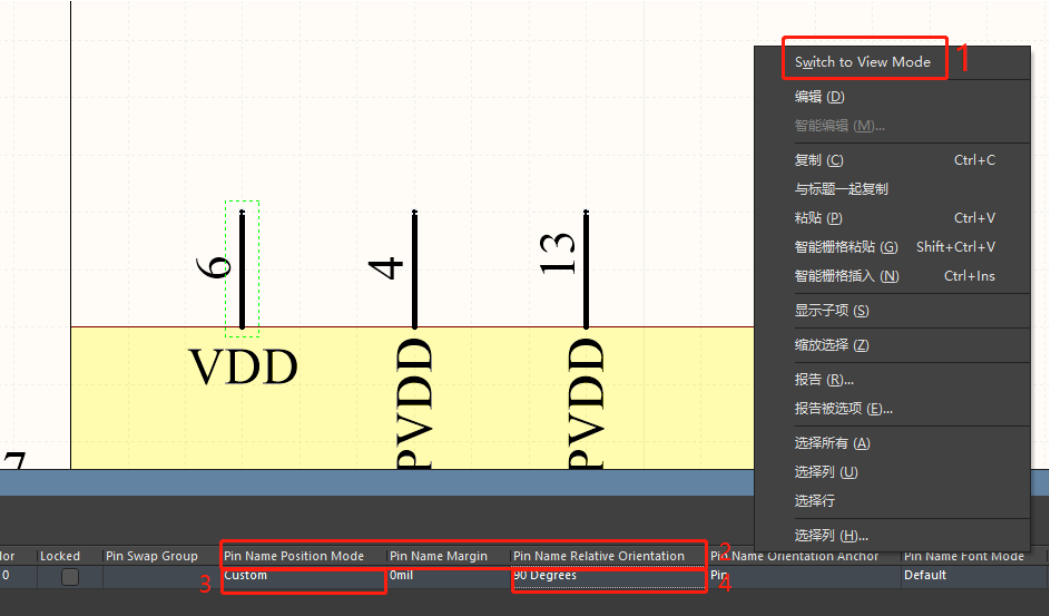 Switch to View Mode
1
编辑 (D)
智能编辑 (M)...
复制 (C) Ctrl+C
与标题一起复制
粘贴 (P) Ctrl+V
智能栅格粘贴 (G) Shift+Ctrl+V
智能栅格插入 (N) Ctrl+Ins
显示子项 (S)
缩放选择 (Z)
报告 (R)...
报告被选项 (E)...
选择所有 (A)
选择列 (U)
选择行
选择列 (H)...
6
4
13
VDD
PVDD
PVDD
7
lor Locked Pin Swap Group Pin Name Position Mode Pin Name Margin Pin Name Relative Orientation 2 Pin Name Orientation Anchor Pin Name Font Mode
0 3 Custom 0mil 90 Degrees 4 Pin Default